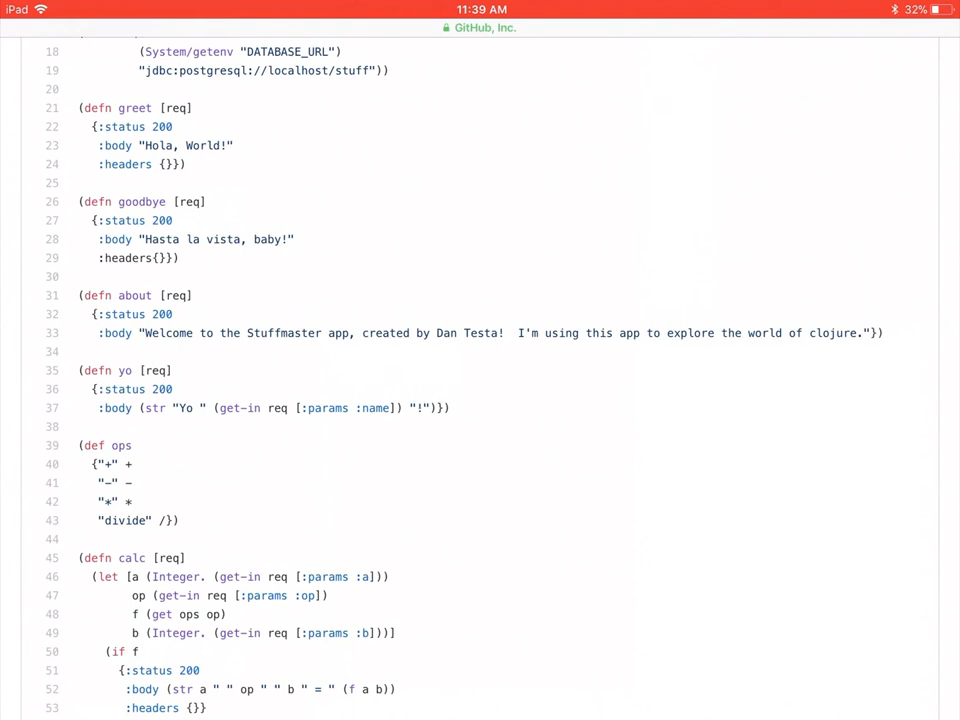 iPad 11:39 AM 32%
GitHub, Inc.
18 (System/getenv "DATABASE_URL")
19 "jdbc:postgresql://localhost/stuff"))
20
21 (defn greet [req]
22 {:status 200
23 :body "Hola, World!"
24 :headers {}})
25
26 (defn goodbye [req]
27 {:status 200
28 :body "Hasta la vista, baby!"
29 :headers{}})
30
31 (defn about [req]
32 {:status 200
33 :body "Welcome to the Stuffmaster app, created by Dan Testa!  I'm using this app to explore the world of clojure."})
34
35 (defn yo [req]
36 {:status 200
37 :body (str "Yo " (get-in req [:params :name]) "!")})
38
39 (def ops
40 {"+" +
41 "-" -
42 "*" *
43 "divide" /})
44
45 (defn calc [req]
46 (let [a (Integer. (get-in req [:params :a]))
47 op (get-in req [:params :op])
48 f (get ops op)
49 b (Integer. (get-in req [:params :b]))]
50 (if f
51 {:status 200
52 :body (str a " " op " " b " = " (f a b))
53 :headers {}}